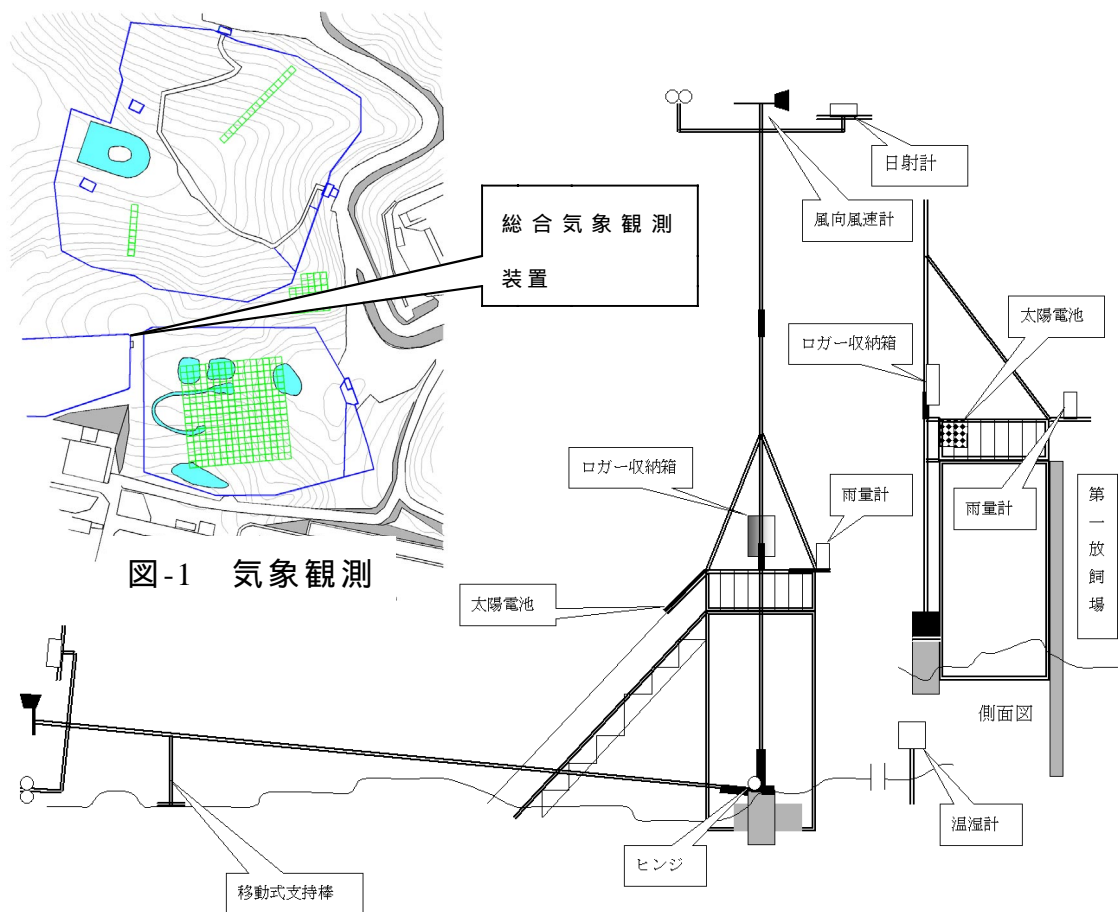 総合気象観測
装置
図-1 気象観測
日射計
風向風速計
太陽電池
ロガー収納箱
雨量計
第一放飼場
側面図
ロガー収納箱
雨量計
太陽電池
温湿計
ヒンジ
移動式支持棒